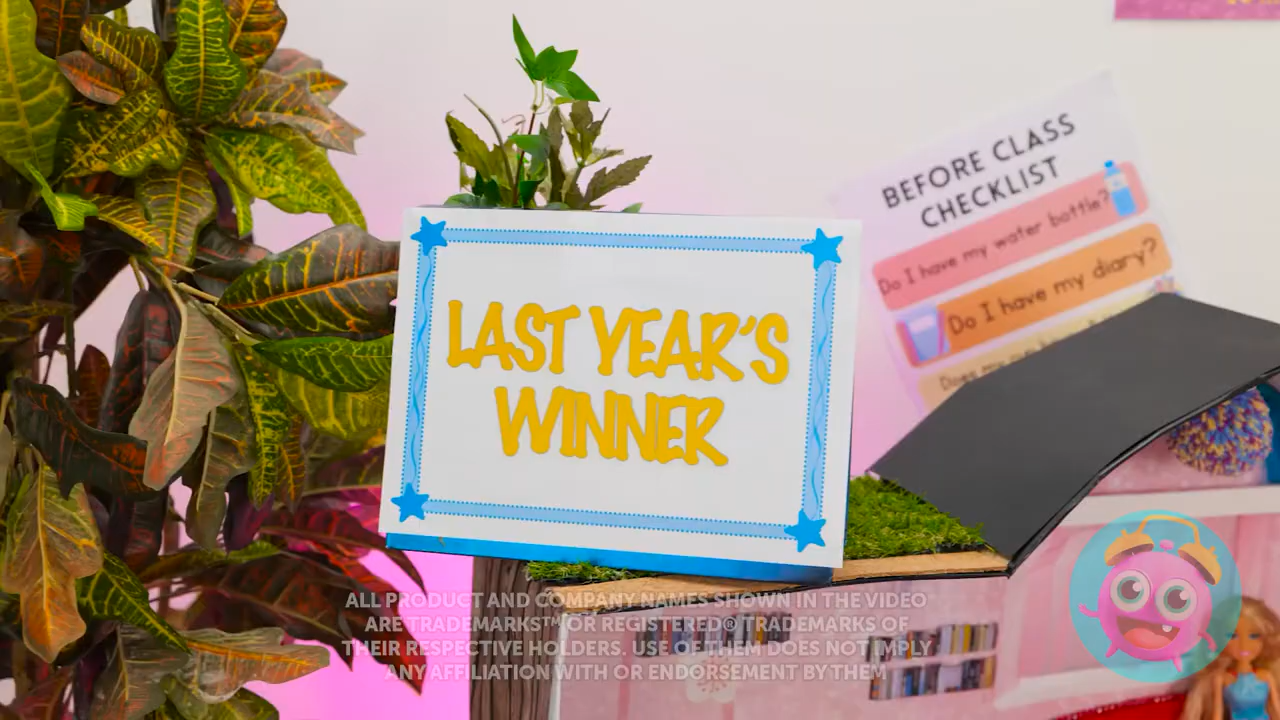 BEFORE CLASS
CHECKLIST
Do I have my water bottle?
Do I have my diary?
LAST YEAR'S
WINNER
ALL PRODUCT AND COMPANY NAMES SHOWN IN THE VIDEO
ARE TRADEMARKS™ OR REGISTERED® TRADEMARKS OF
THEIR RESPECTIVE HOLDERS. USE OF THEM DOES NOT IMPLY
ANY AFFILIATION WITH OR ENDORSEMENT BY THEM